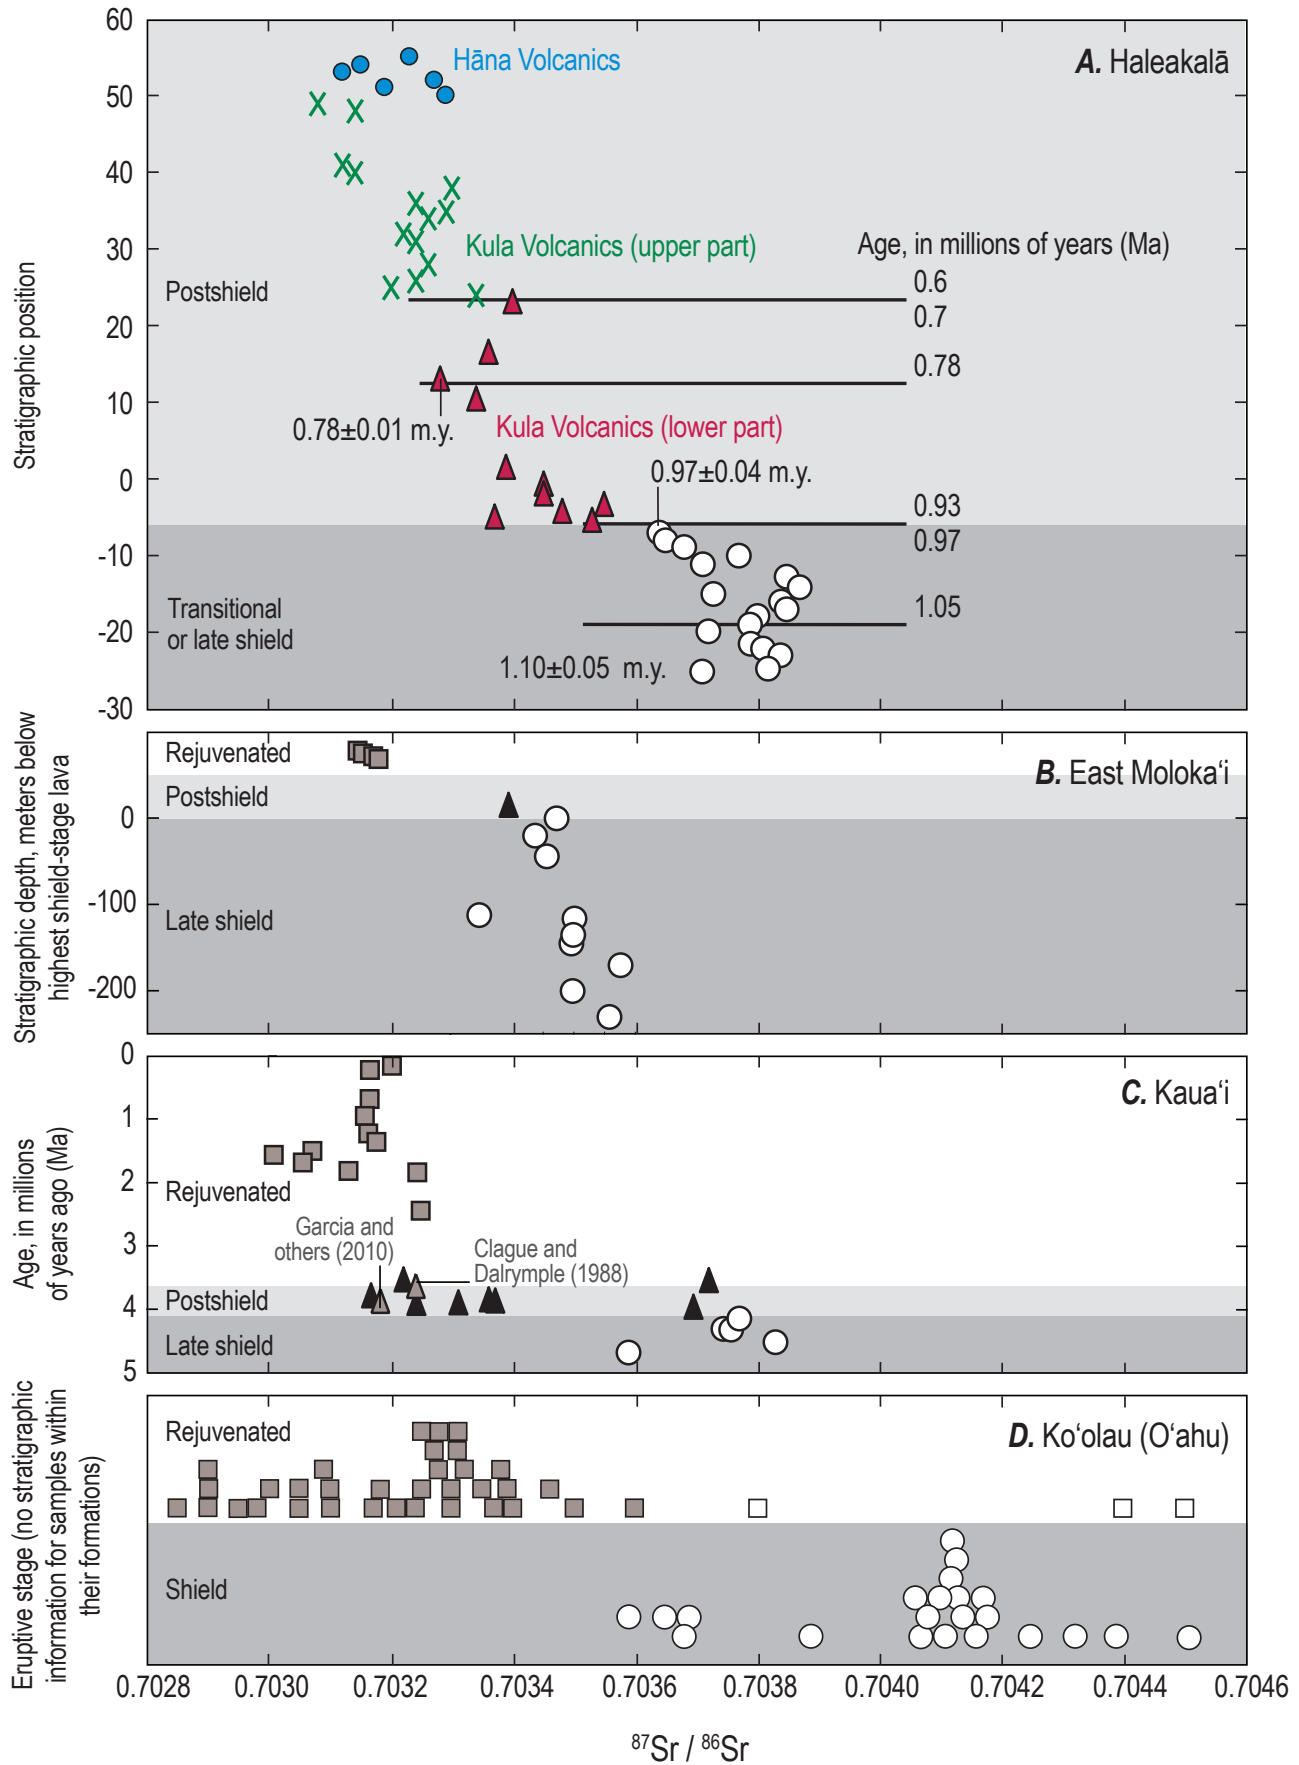 60
50
40
30
20
10
0
-10
-20
-30
Stratigraphic position
A. Haleakalā
Hāna Volcanics
Kula Volcanics (upper part)
Age, in millions of years (Ma)
Postshield
0.6
0.7
0.78
0.78±0.01 m.y.
Kula Volcanics (lower part)
0.97±0.04 m.y.
0.93
0.97
Transitional
or late shield
1.05
1.10±0.05 m.y.
Stratigraphic depth, meters below
highest shield-stage lava
0
-100
-200
Rejuvenated
B. East Molokaʻi
Postshield
Late shield
Age, in millions
of years ago (Ma)
0
1
2
3
4
5
C. Kauaʻi
Rejuvenated
Garcia and
others (2010)
Clague and
Dalrymple (1988)
Postshield
Late shield
Eruptive stage (no stratigraphic
information for samples within
their formations)
Rejuvenated
D. Koʻolau (Oʻahu)
Shield
0.7028
0.7030
0.7032
0.7034
0.7036
0.7038
0.7040
0.7042
0.7044
0.7046
87Sr / 86Sr